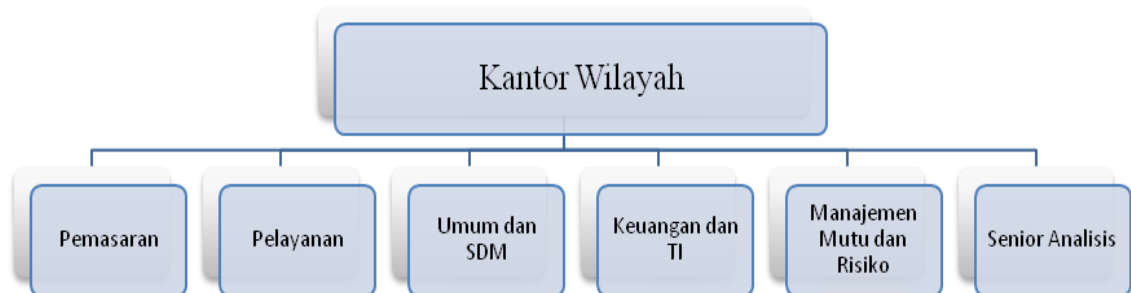 Kantor Wilayah
Pemasaran
Pelayanan
Umum dan
SDM
Keuangan dan
TI
Manajemen
Mutu dan
Risiko
Senior Analisis